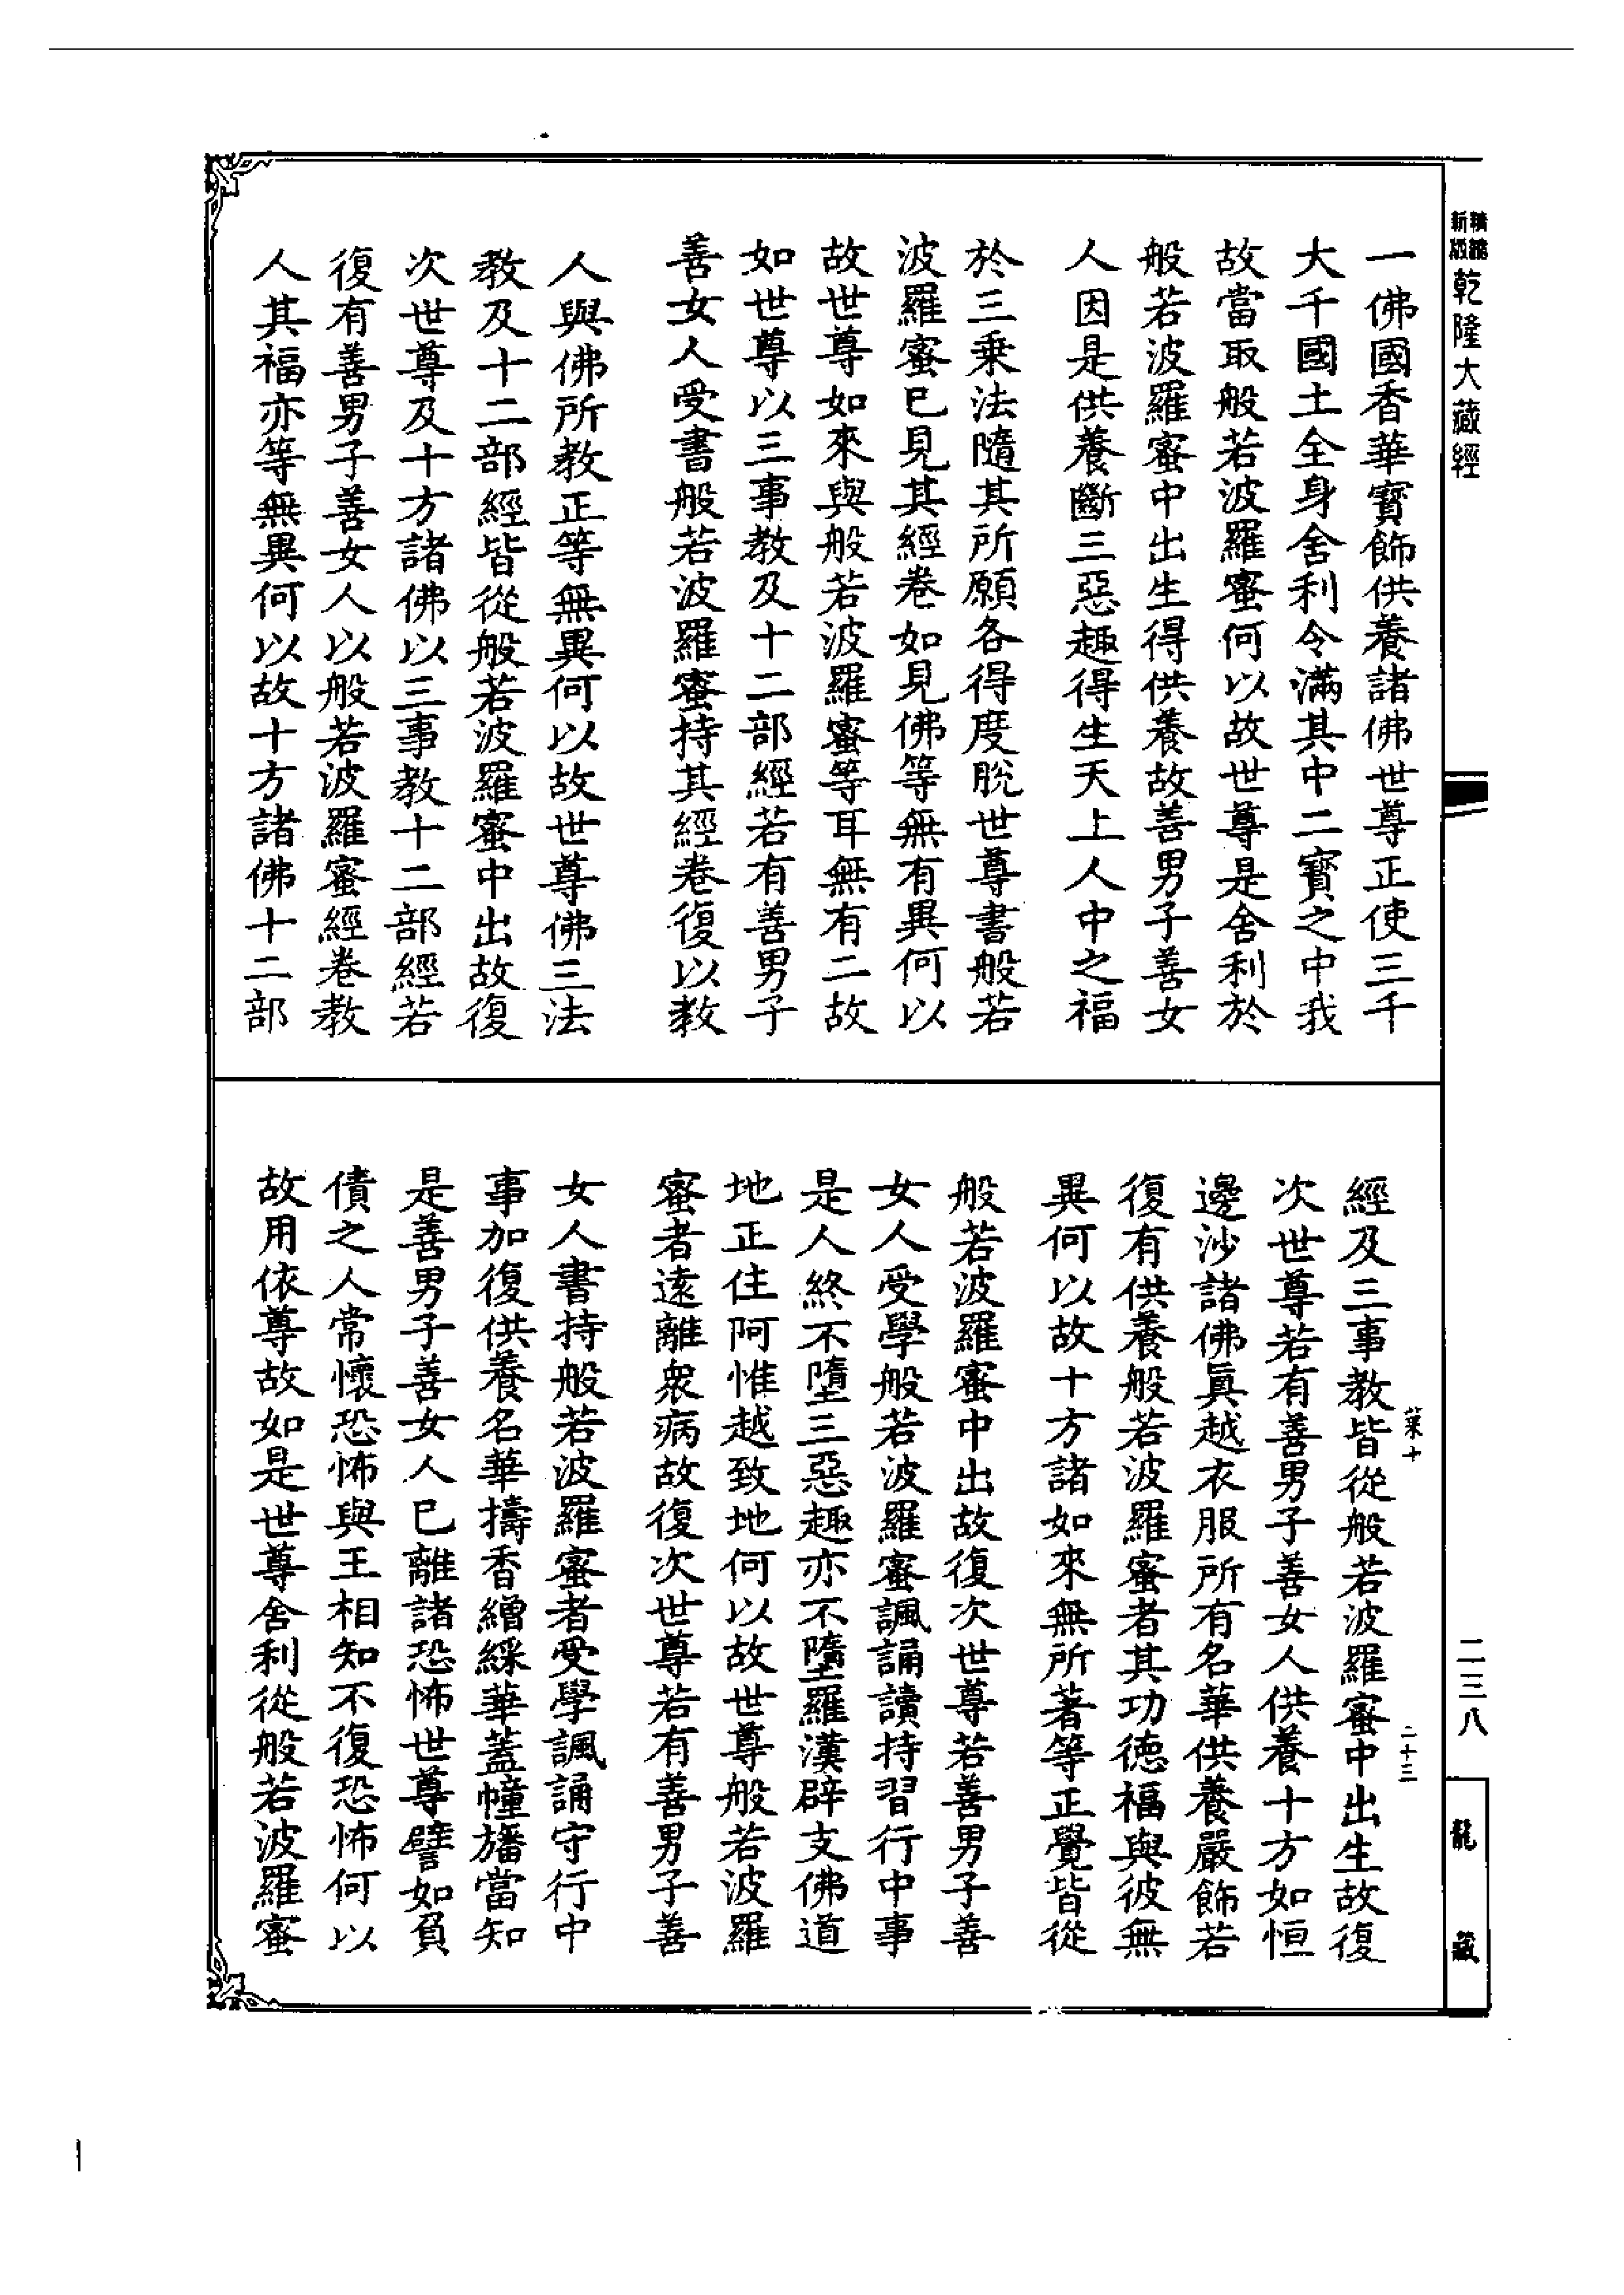 新編
縮版
乾隆大藏經
一佛國香華寶飾供養諸佛世尊正使三千
大千國土全身舍利令滿其中二寶之中我
故當取般若波羅蜜何以故世尊是舍利於
般若波羅蜜中出生得供養故善男子善女
人因是供養斷三惡趣得生天上人中之福
於三乘法隨其所願各得度脫世尊書般若
波羅蜜已見其經卷如見佛等無有異何以
故世尊如來與般若波羅蜜等耳無有二故
如世尊以三事教及十二部經若有善男子
善女人受書般若波羅蜜持其經卷復以教
人與佛所教正等無異何以故世尊佛三法
教及十二部經皆從般若波羅蜜中出故復
次世尊及十方諸佛以三事教十二部經若
復有善男子善女人以般若波羅蜜經卷教
人其福亦等無異何以故十方諸佛十二部
經及三事教皆從般若波羅蜜中出生故復
次世尊若有善男子善女人供養十方如恒
邊沙諸佛眞越衣服所有名華供養嚴飾若
復有供養般若波羅蜜者其功德福與彼無
異何以故十方諸如來無所著等正覺皆從
般若波羅蜜中出故復次世尊若善男子善
女人受學般若波羅蜜諷誦讀持習行中事
是人終不墮三惡趣亦不墮羅漢辟支佛道
地正住阿惟越致地何以故世尊般若波羅
蜜者遠離衆病故復次世尊若有善男子善
女人書持般若波羅蜜者受學諷誦守行中
事加復供養名華擣香繒綵華蓋幢旛當知
是善男子善女人已離諸恐怖世尊譬如負
債之人常懷恐怖與王相知不復恐怖何以
故用依尊故如是世尊舍利從般若波羅蜜
菜十
二十三
二三八
龍藏